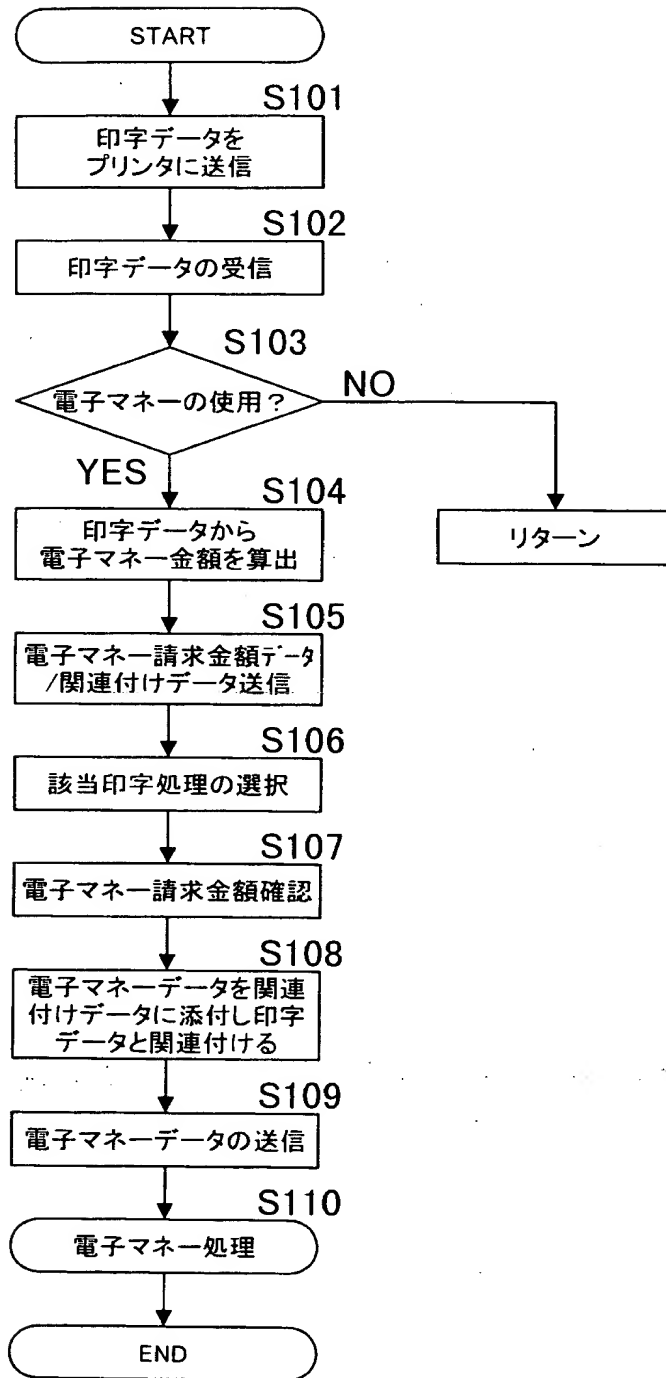 START
S101
印字データを
プリンタに送信
S102
印字データの受信
S103
電子マネーの使用？
NO
YES
S104
印字データから
電子マネー金額を算出
リターン
S105
電子マネー請求金額データ
/関連付けデータ送信
S106
該当印字処理の選択
S107
電子マネー請求金額確認
S108
電子マネーデータを関連
付けデータに添付し印字
データと関連付ける
S109
電子マネーデータの送信
S110
電子マネー処理
END